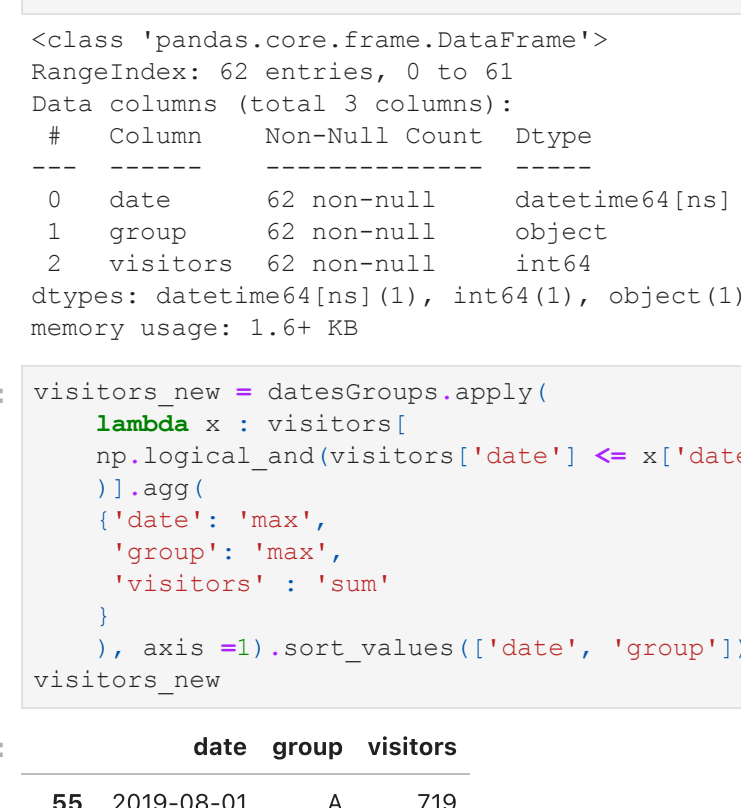 <class 'pandas.core.frame.DataFrame'>
RangeIndex: 62 entries, 0 to 61
Data columns (total 3 columns):
 #   Column    Non-Null Count  Dtype
---  ------    --------------  -----
 0   date      62 non-null     datetime64[ns]
 1   group     62 non-null     object
 2   visitors  62 non-null     int64
dtypes: datetime64[ns](1), int64(1), object(1)
memory usage: 1.6+ KB
:
visitors_new = datesGroups.apply(
    lambda x : visitors[
    np.logical_and(visitors['date'] <= x['date
    )].agg(
    {'date': 'max',
     'group': 'max',
     'visitors' : 'sum'
    }
    ), axis =1).sort_values(['date', 'group'])
visitors_new
:
date group visitors
55 2019-08-01 A 719